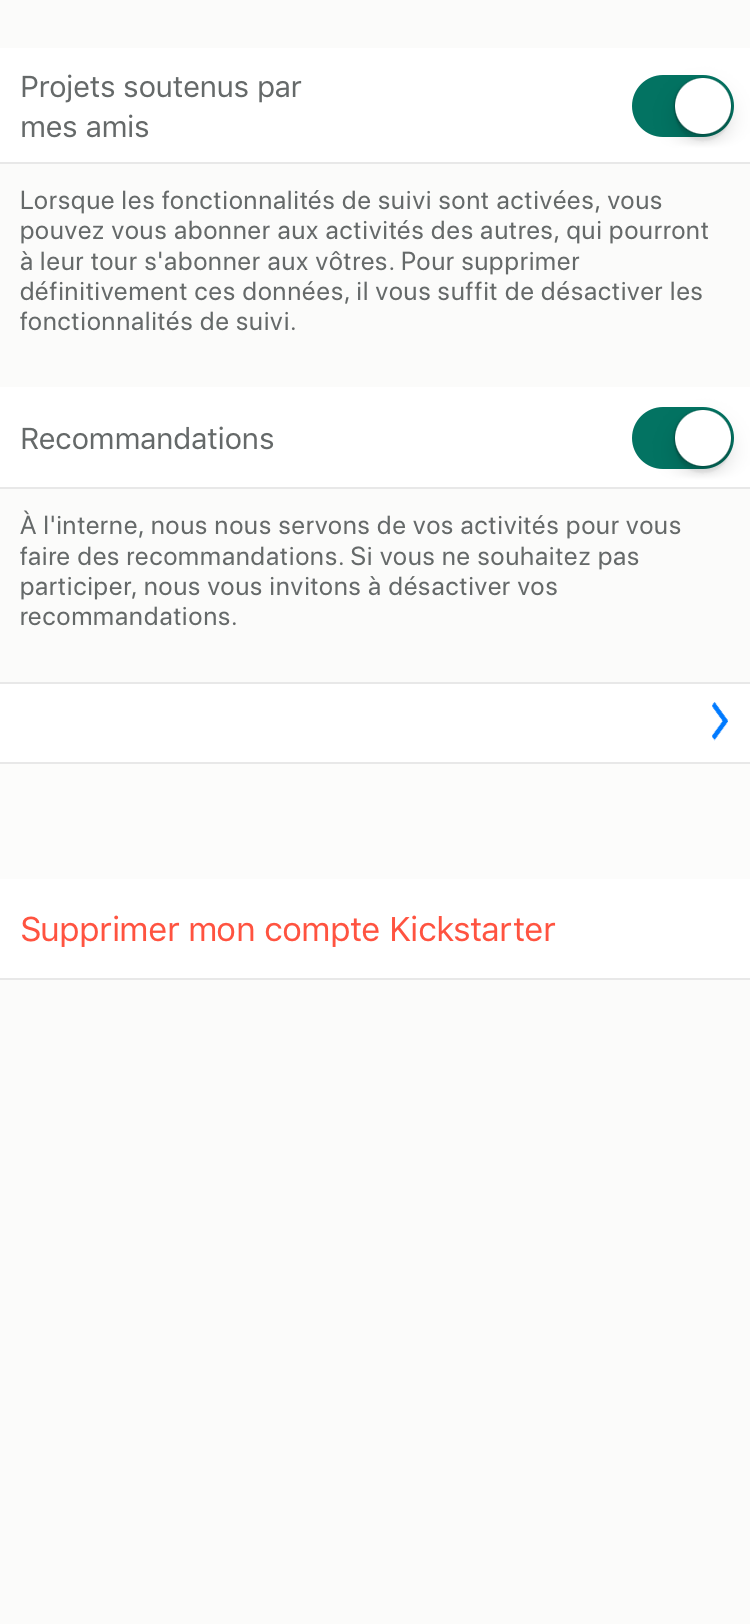 Projets soutenus par
mes amis
Lorsque les fonctionnalités de suivi sont activées, vous
pouvez vous abonner aux activités des autres, qui pourront
à leur tour s'abonner aux vôtres. Pour supprimer
définitivement ces données, il vous suffit de désactiver les
fonctionnalités de suivi.
Recommandations
À l'interne, nous nous servons de vos activités pour vous
faire des recommandations. Si vous ne souhaitez pas
participer, nous vous invitons à désactiver vos
recommandations.
Supprimer mon compte Kickstarter